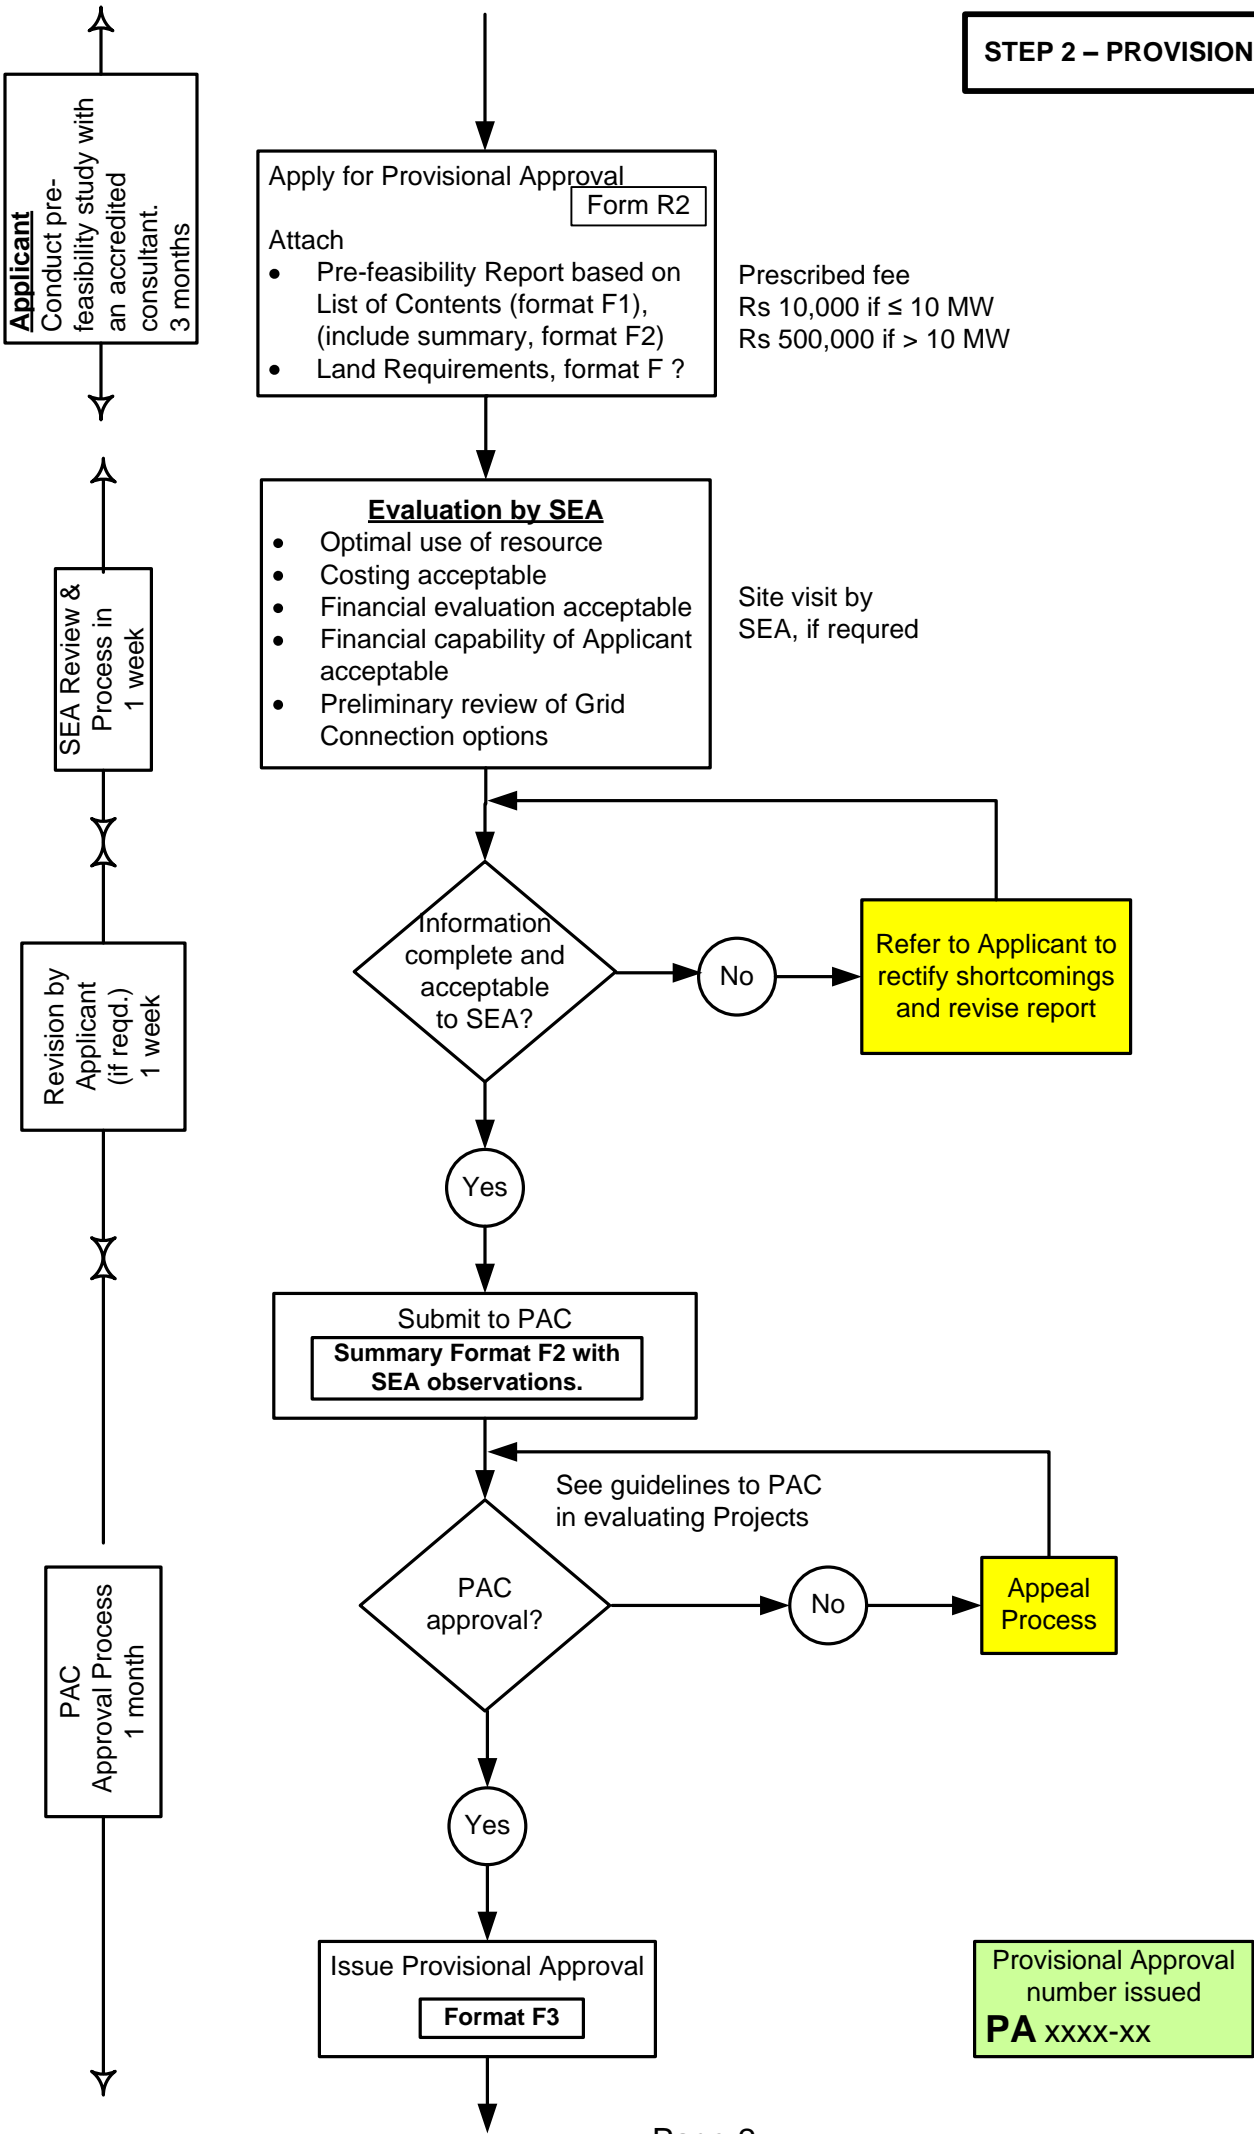 STEP 2 – PROVISION
Applicant
Conduct pre-
feasibility study with
an accredited
consultant.
3 months
Apply for Provisional Approval
Form R2
Attach
• Pre-feasibility Report based on
List of Contents (format F1),
(include summary, format F2)
• Land Requirements, format F ?
Prescribed fee
Rs 10,000 if ≤ 10 MW
Rs 500,000 if > 10 MW
SEA Review &
Process in
1 week
Evaluation by SEA
• Optimal use of resource
• Costing acceptable
• Financial evaluation acceptable
• Financial capability of Applicant
acceptable
• Preliminary review of Grid
Connection options
Site visit by
SEA, if requred
Revision by
Applicant
(if reqd.)
1 week
Information
complete and
acceptable
to SEA?
No
Refer to Applicant to
rectify shortcomings
and revise report
Yes
Submit to PAC
Summary Format F2 with
SEA observations.
See guidelines to PAC
in evaluating Projects
PAC
Approval Process
1 month
PAC
approval?
No
Appeal
Process
Yes
Issue Provisional Approval
Format F3
Provisional Approval
number issued
PA xxxx-xx